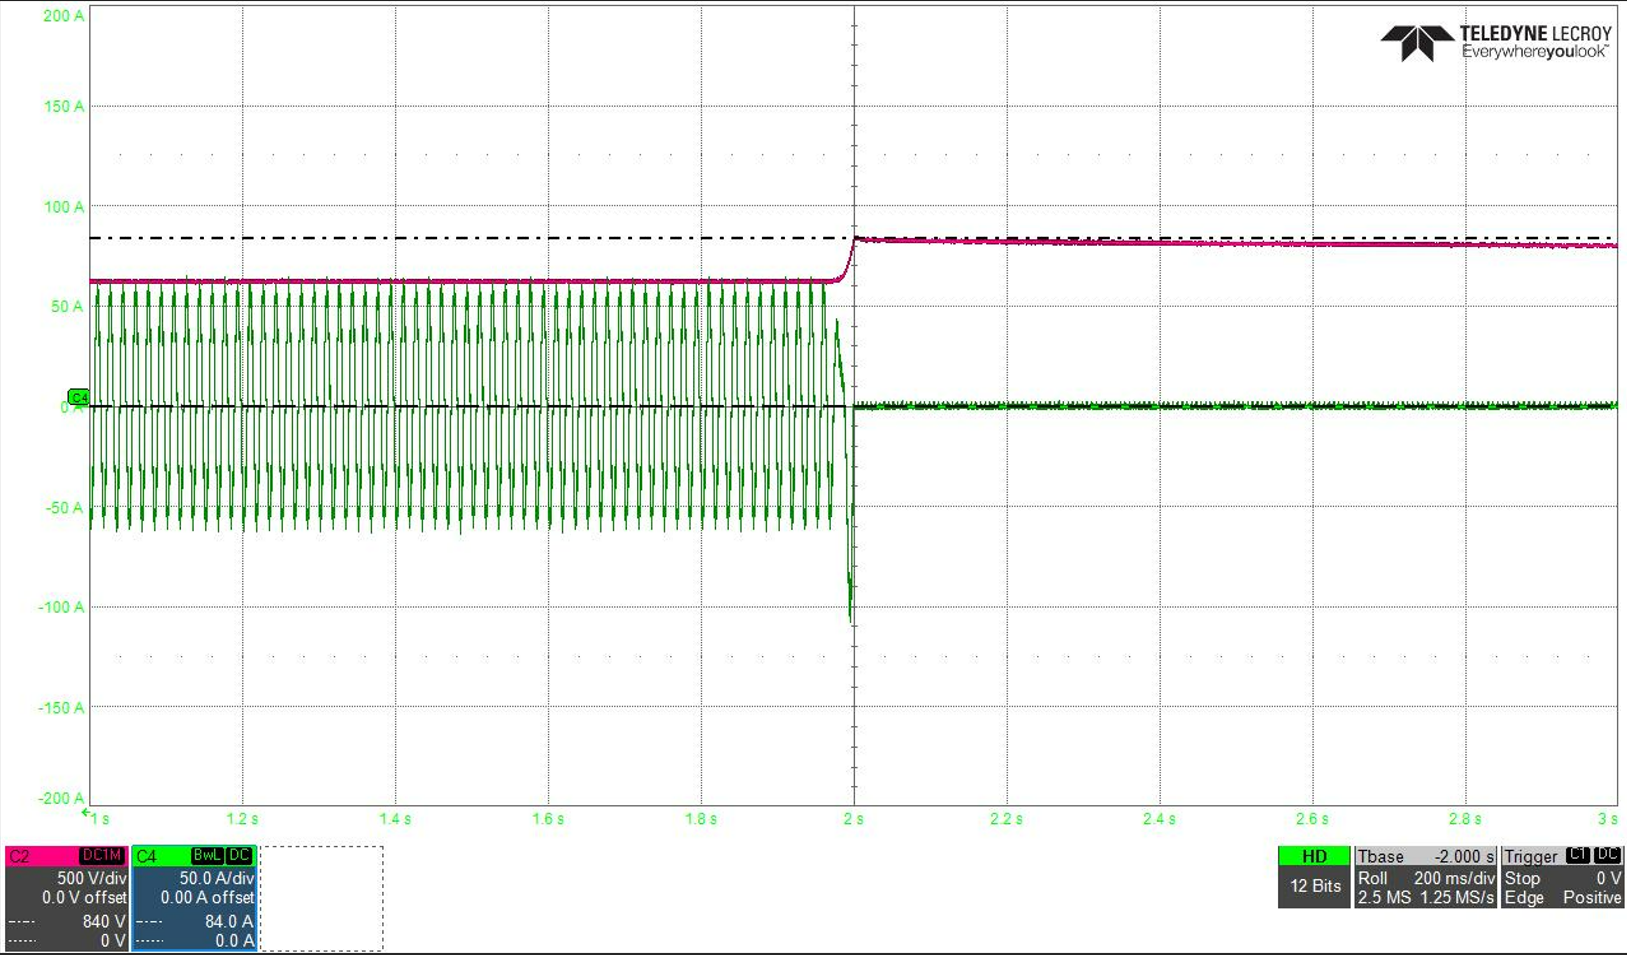 200 A
TELEDYNE LECROY
Everywhereyoulook™
150 A
100 A
50 A
C4
0 A
-50 A
-100 A
-150 A
-200 A
1 s 1.2 s 1.4 s 1.6 s 1.8 s 2 s 2.2 s 2.4 s 2.6 s 2.8 s 3 s
C2 DC1M
500 V/div
0.0 V offset
840 V
0 V
C4 BwL DC
50.0 A/div
0.00 A offset
84.0 A
0.0 A
HD
12 Bits
Tbase -2.000 s
Roll 200 ms/div
2.5 MS 1.25 MS/s
Trigger C1 DC
Stop 0 V
Edge Positive